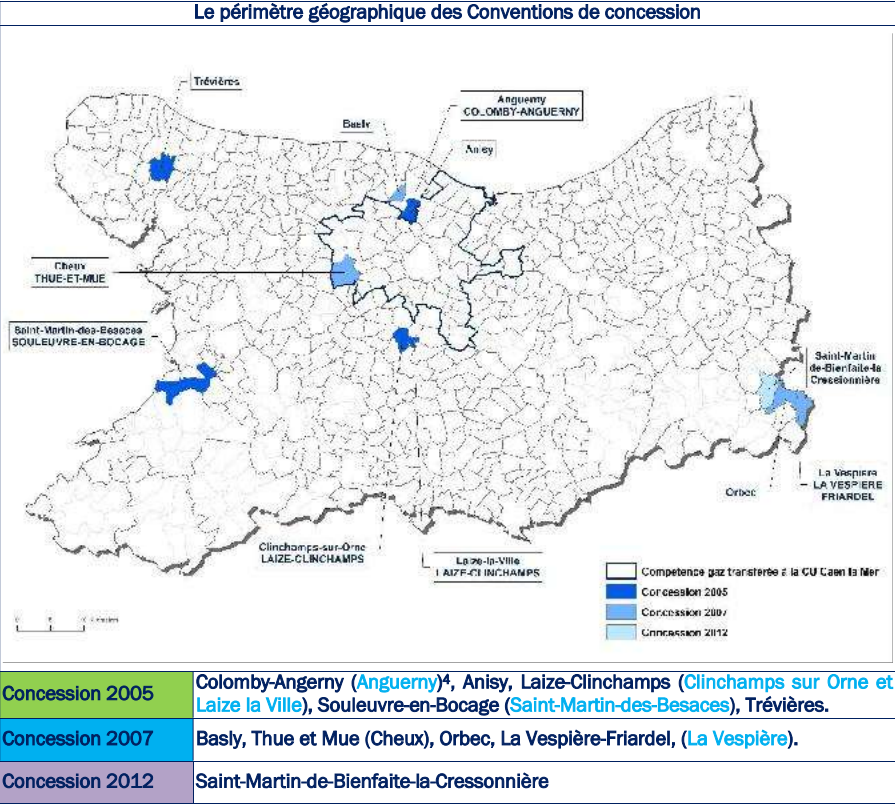 Le périmètre géographique des Conventions de concession
Trévières
Anguerny
COLOMBY-ANGUERNY
Basly
Anisy
Cheux
THUE-ET-MUE
Saint-Martin-des-Besaces
SOULEUVRE-EN-BOCAGE
Saint-Martin
de-Bienfaite-la
Cressionnière
La Vespiere
LA VESPIERE
FRIARDEL
Orbec
Clinchamps-sur-Orne
LAIZE-CLINCHAMPS
Laize-la-Ville
LAIZE-CLINCHAMPS
Compétence gaz transférée à la CU Caen la Mer
Concession 2005
Concession 2007
Concession 2012
Concession 2005
Colomby-Angerny (Anguerny)⁴, Anisy, Laize-Clinchamps (Clinchamps sur Orne et
Laize la Ville), Souleuvre-en-Bocage (Saint-Martin-des-Besaces), Trévières.
Concession 2007
Basly, Thue et Mue (Cheux), Orbec, La Vespière-Friardel, (La Vespière).
Concession 2012
Saint-Martin-de-Bienfaite-la-Cressonnière